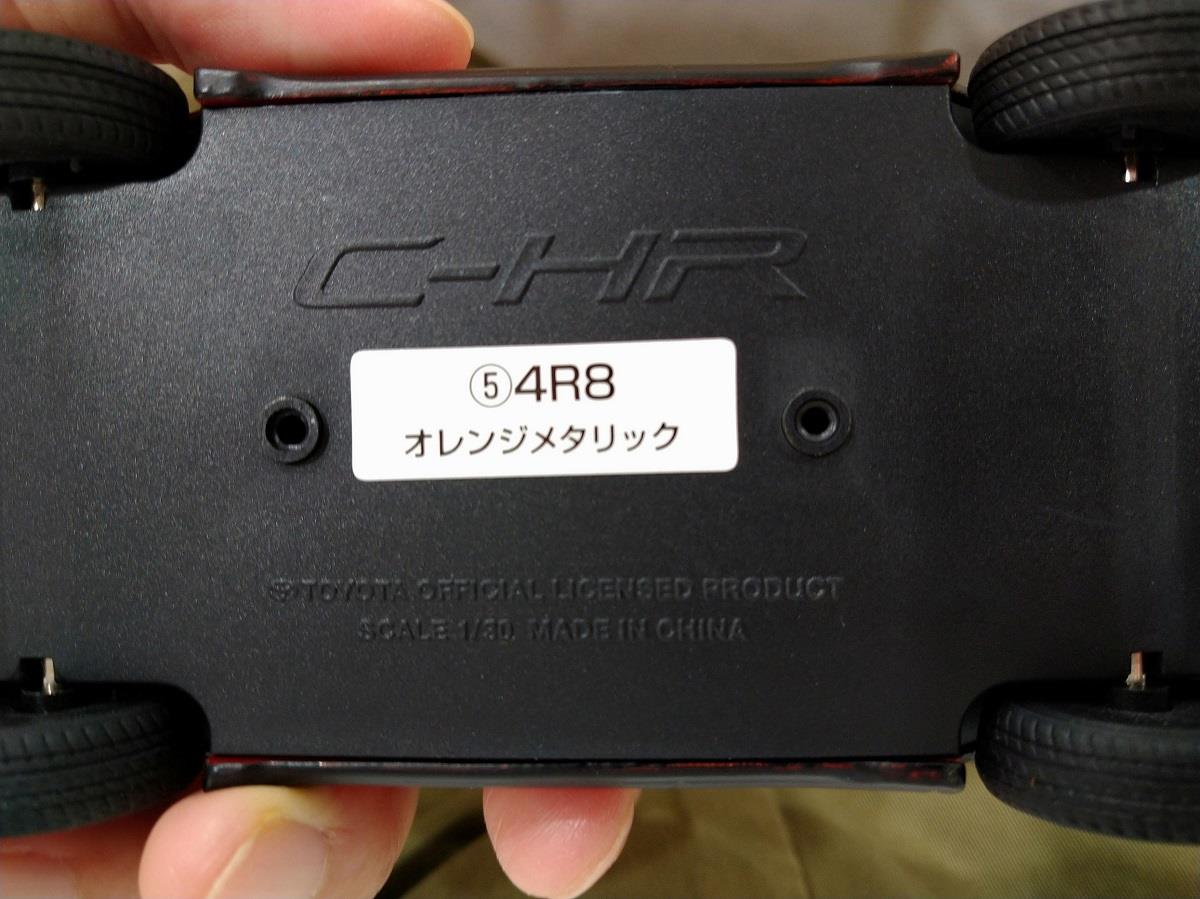 C-HR
⑤4R8
オレンジメタリック
TOYOTA OFFICIAL LICENSED PRODUCT
SCALE 1/30 MADE IN CHINA